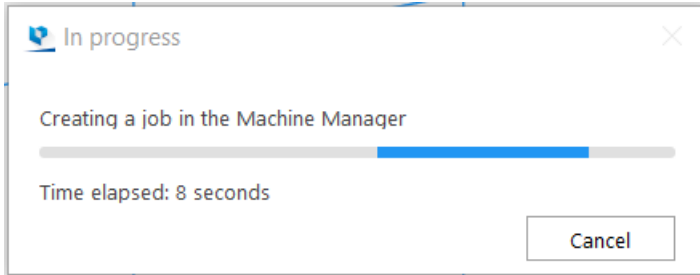 In progress
Creating a job in the Machine Manager
Time elapsed: 8 seconds
Cancel